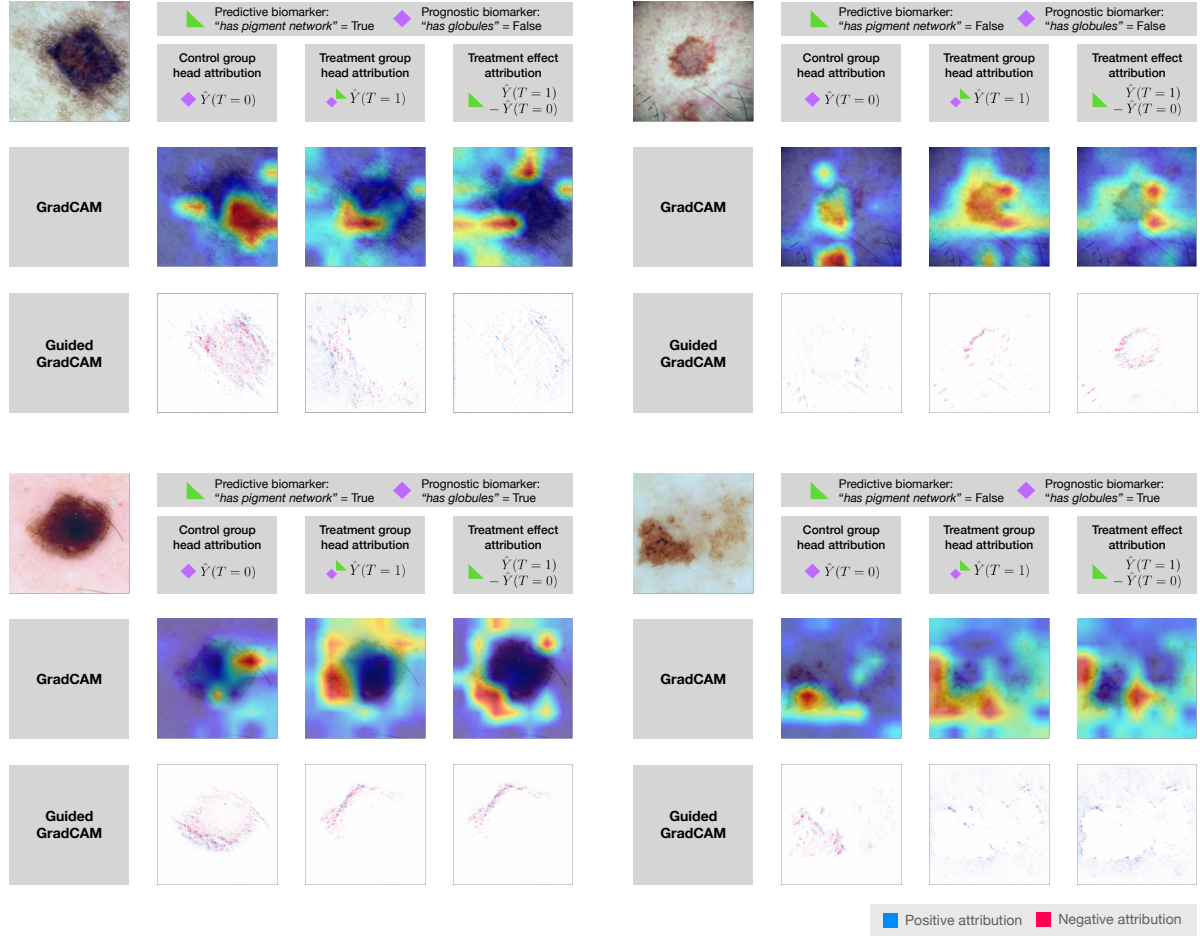 Predictive biomarker:
“has pigment network” = True
Prognostic biomarker:
“has globules” = False
Control group
head attribution
Ŷ(T = 0)
Treatment group
head attribution
Ŷ(T = 1)
Treatment effect
attribution
Ŷ(T = 1)
− Ŷ(T = 0)
GradCAM
Guided
GradCAM
Predictive biomarker:
“has pigment network” = False
Prognostic biomarker:
“has globules” = False
Control group
head attribution
Ŷ(T = 0)
Treatment group
head attribution
Ŷ(T = 1)
Treatment effect
attribution
Ŷ(T = 1)
− Ŷ(T = 0)
GradCAM
Guided
GradCAM
Predictive biomarker:
“has pigment network” = True
Prognostic biomarker:
“has globules” = True
Control group
head attribution
Ŷ(T = 0)
Treatment group
head attribution
Ŷ(T = 1)
Treatment effect
attribution
Ŷ(T = 1)
− Ŷ(T = 0)
GradCAM
Guided
GradCAM
Predictive biomarker:
“has pigment network” = False
Prognostic biomarker:
“has globules” = True
Control group
head attribution
Ŷ(T = 0)
Treatment group
head attribution
Ŷ(T = 1)
Treatment effect
attribution
Ŷ(T = 1)
− Ŷ(T = 0)
GradCAM
Guided
GradCAM
Positive attribution
Negative attribution